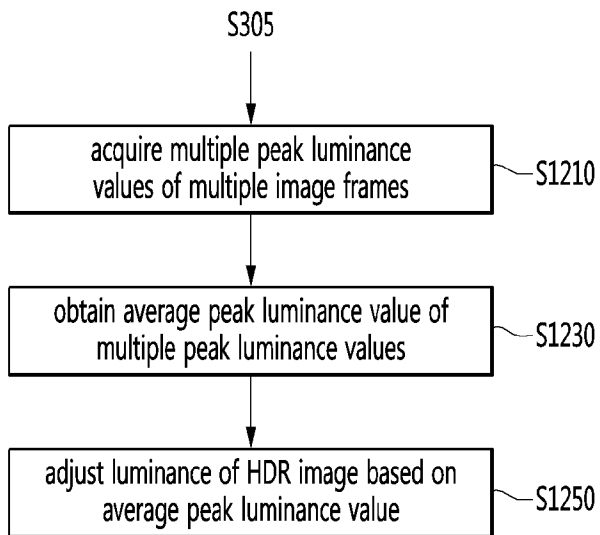 S305
acquire multiple peak luminance
values of multiple image frames
S1210
obtain average peak luminance value of
multiple peak luminance values
S1230
adjust luminance of HDR image based on
average peak luminance value
S1250